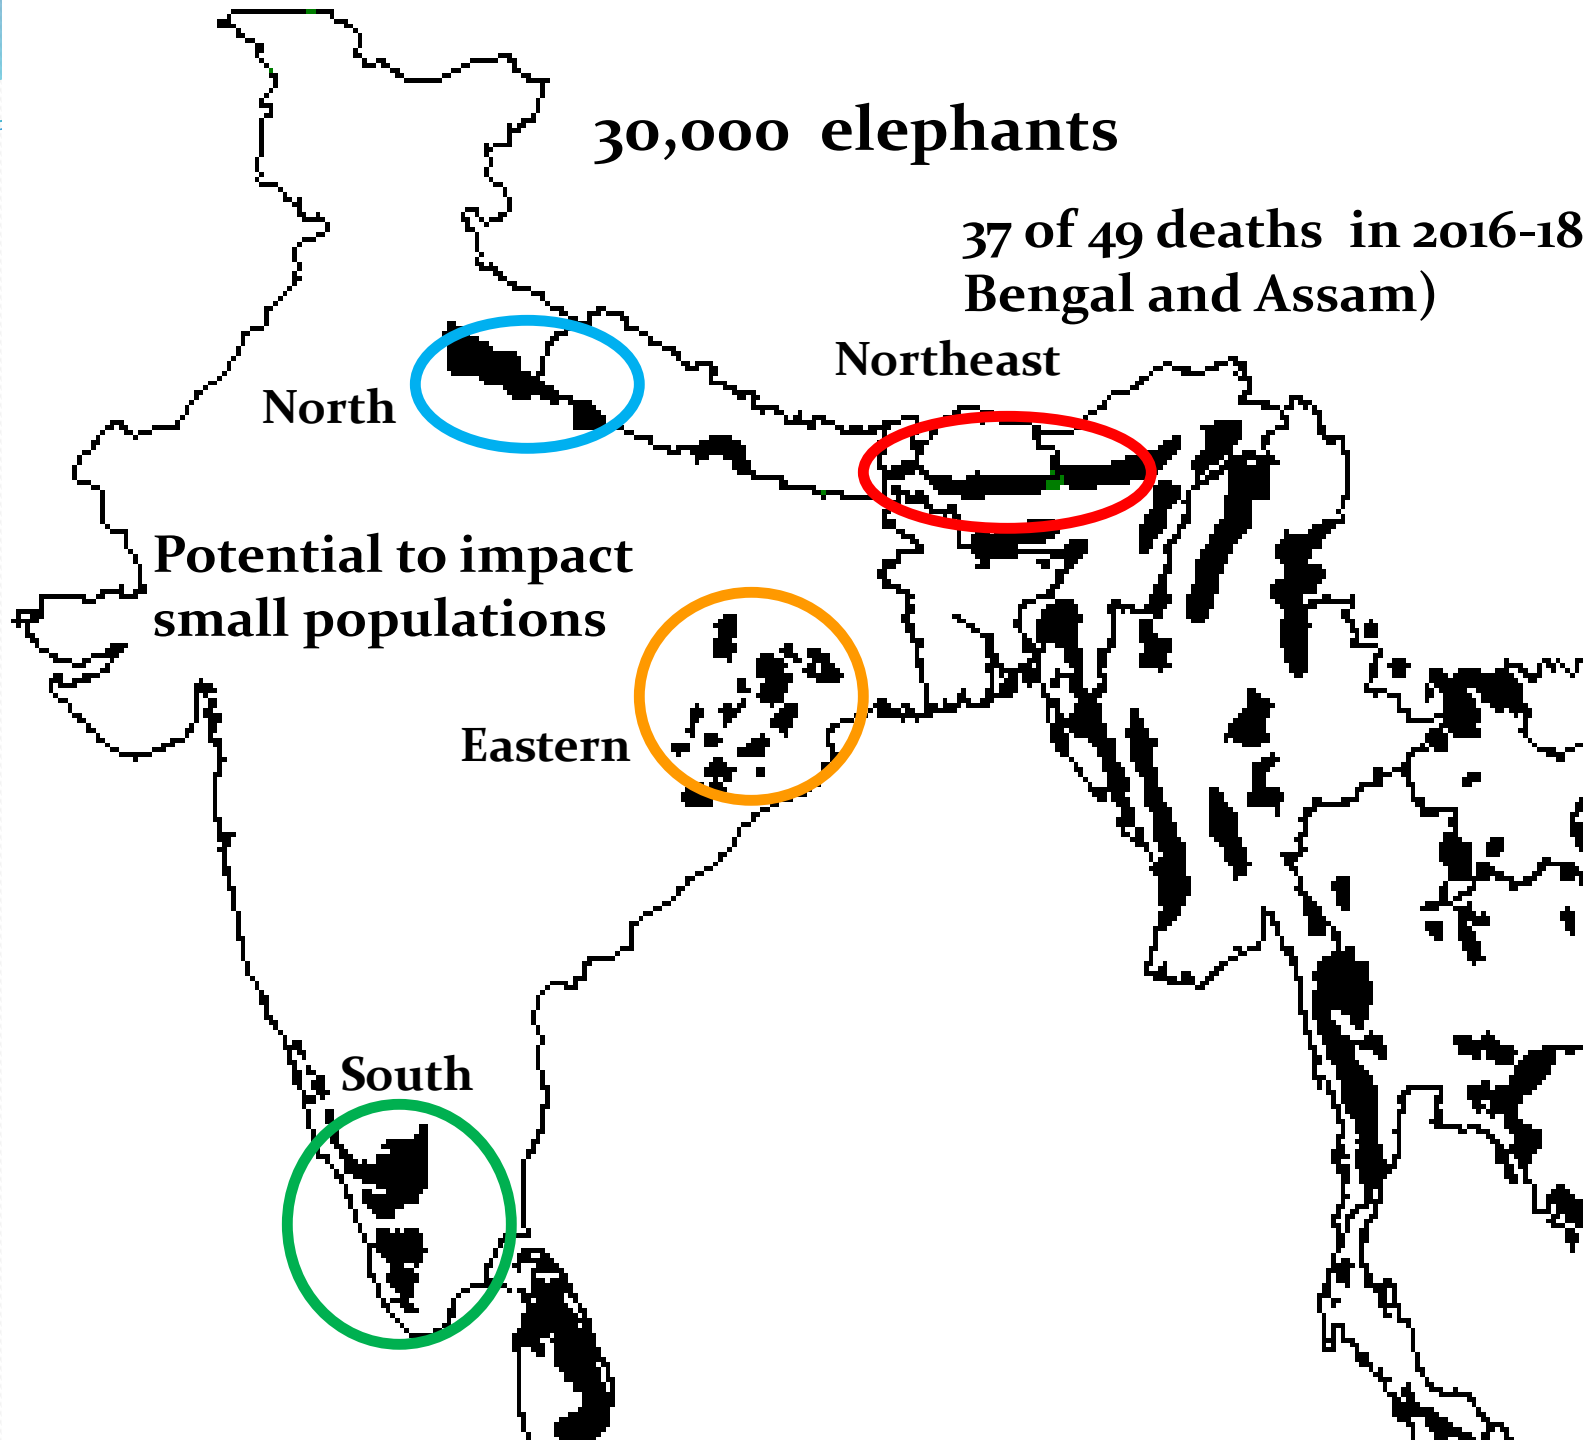 30,000 elephants
37 of 49 deaths in 2016-18
Bengal and Assam)
Northeast
North
Potential to impact
small populations
Eastern
South